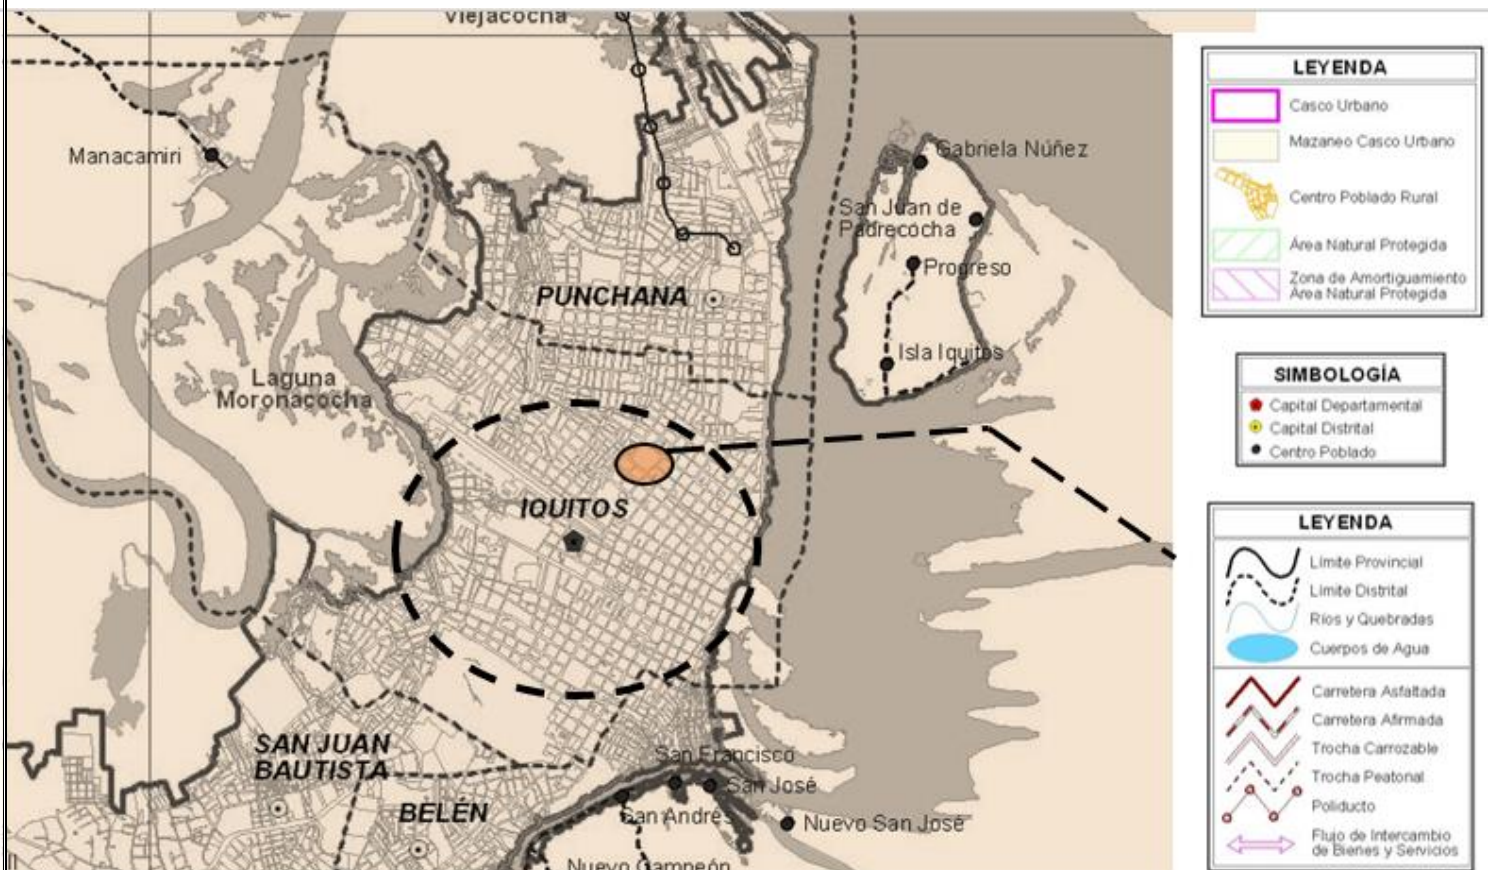 Viejacocha
Manacamiri
Gabriela Núñez
San Juan de
Padrecocha
Progreso
PUNCHANA
Isla Iquitos
Laguna
Moronacocha
IQUITOS
SAN JUAN
BAUTISTA
BELÉN
San Francisco
San José
San Andrés
Nuevo San José
Nuevo Campeón
LEYENDA
Casco Urbano
Mazaneo Casco Urbano
Centro Poblado Rural
Área Natural Protegida
Zona de Amortiguamiento
Área Natural Protegida
SIMBOLOGÍA
Capital Departamental
Capital Distrital
Centro Poblado
LEYENDA
Límite Provincial
Límite Distrital
Ríos y Quebradas
Cuerpos de Agua
Carretera Asfaltada
Carretera Afirmada
Trocha Carrozable
Trocha Peatonal
Poliducto
Flujo de Intercambio
de Bienes y Servicios